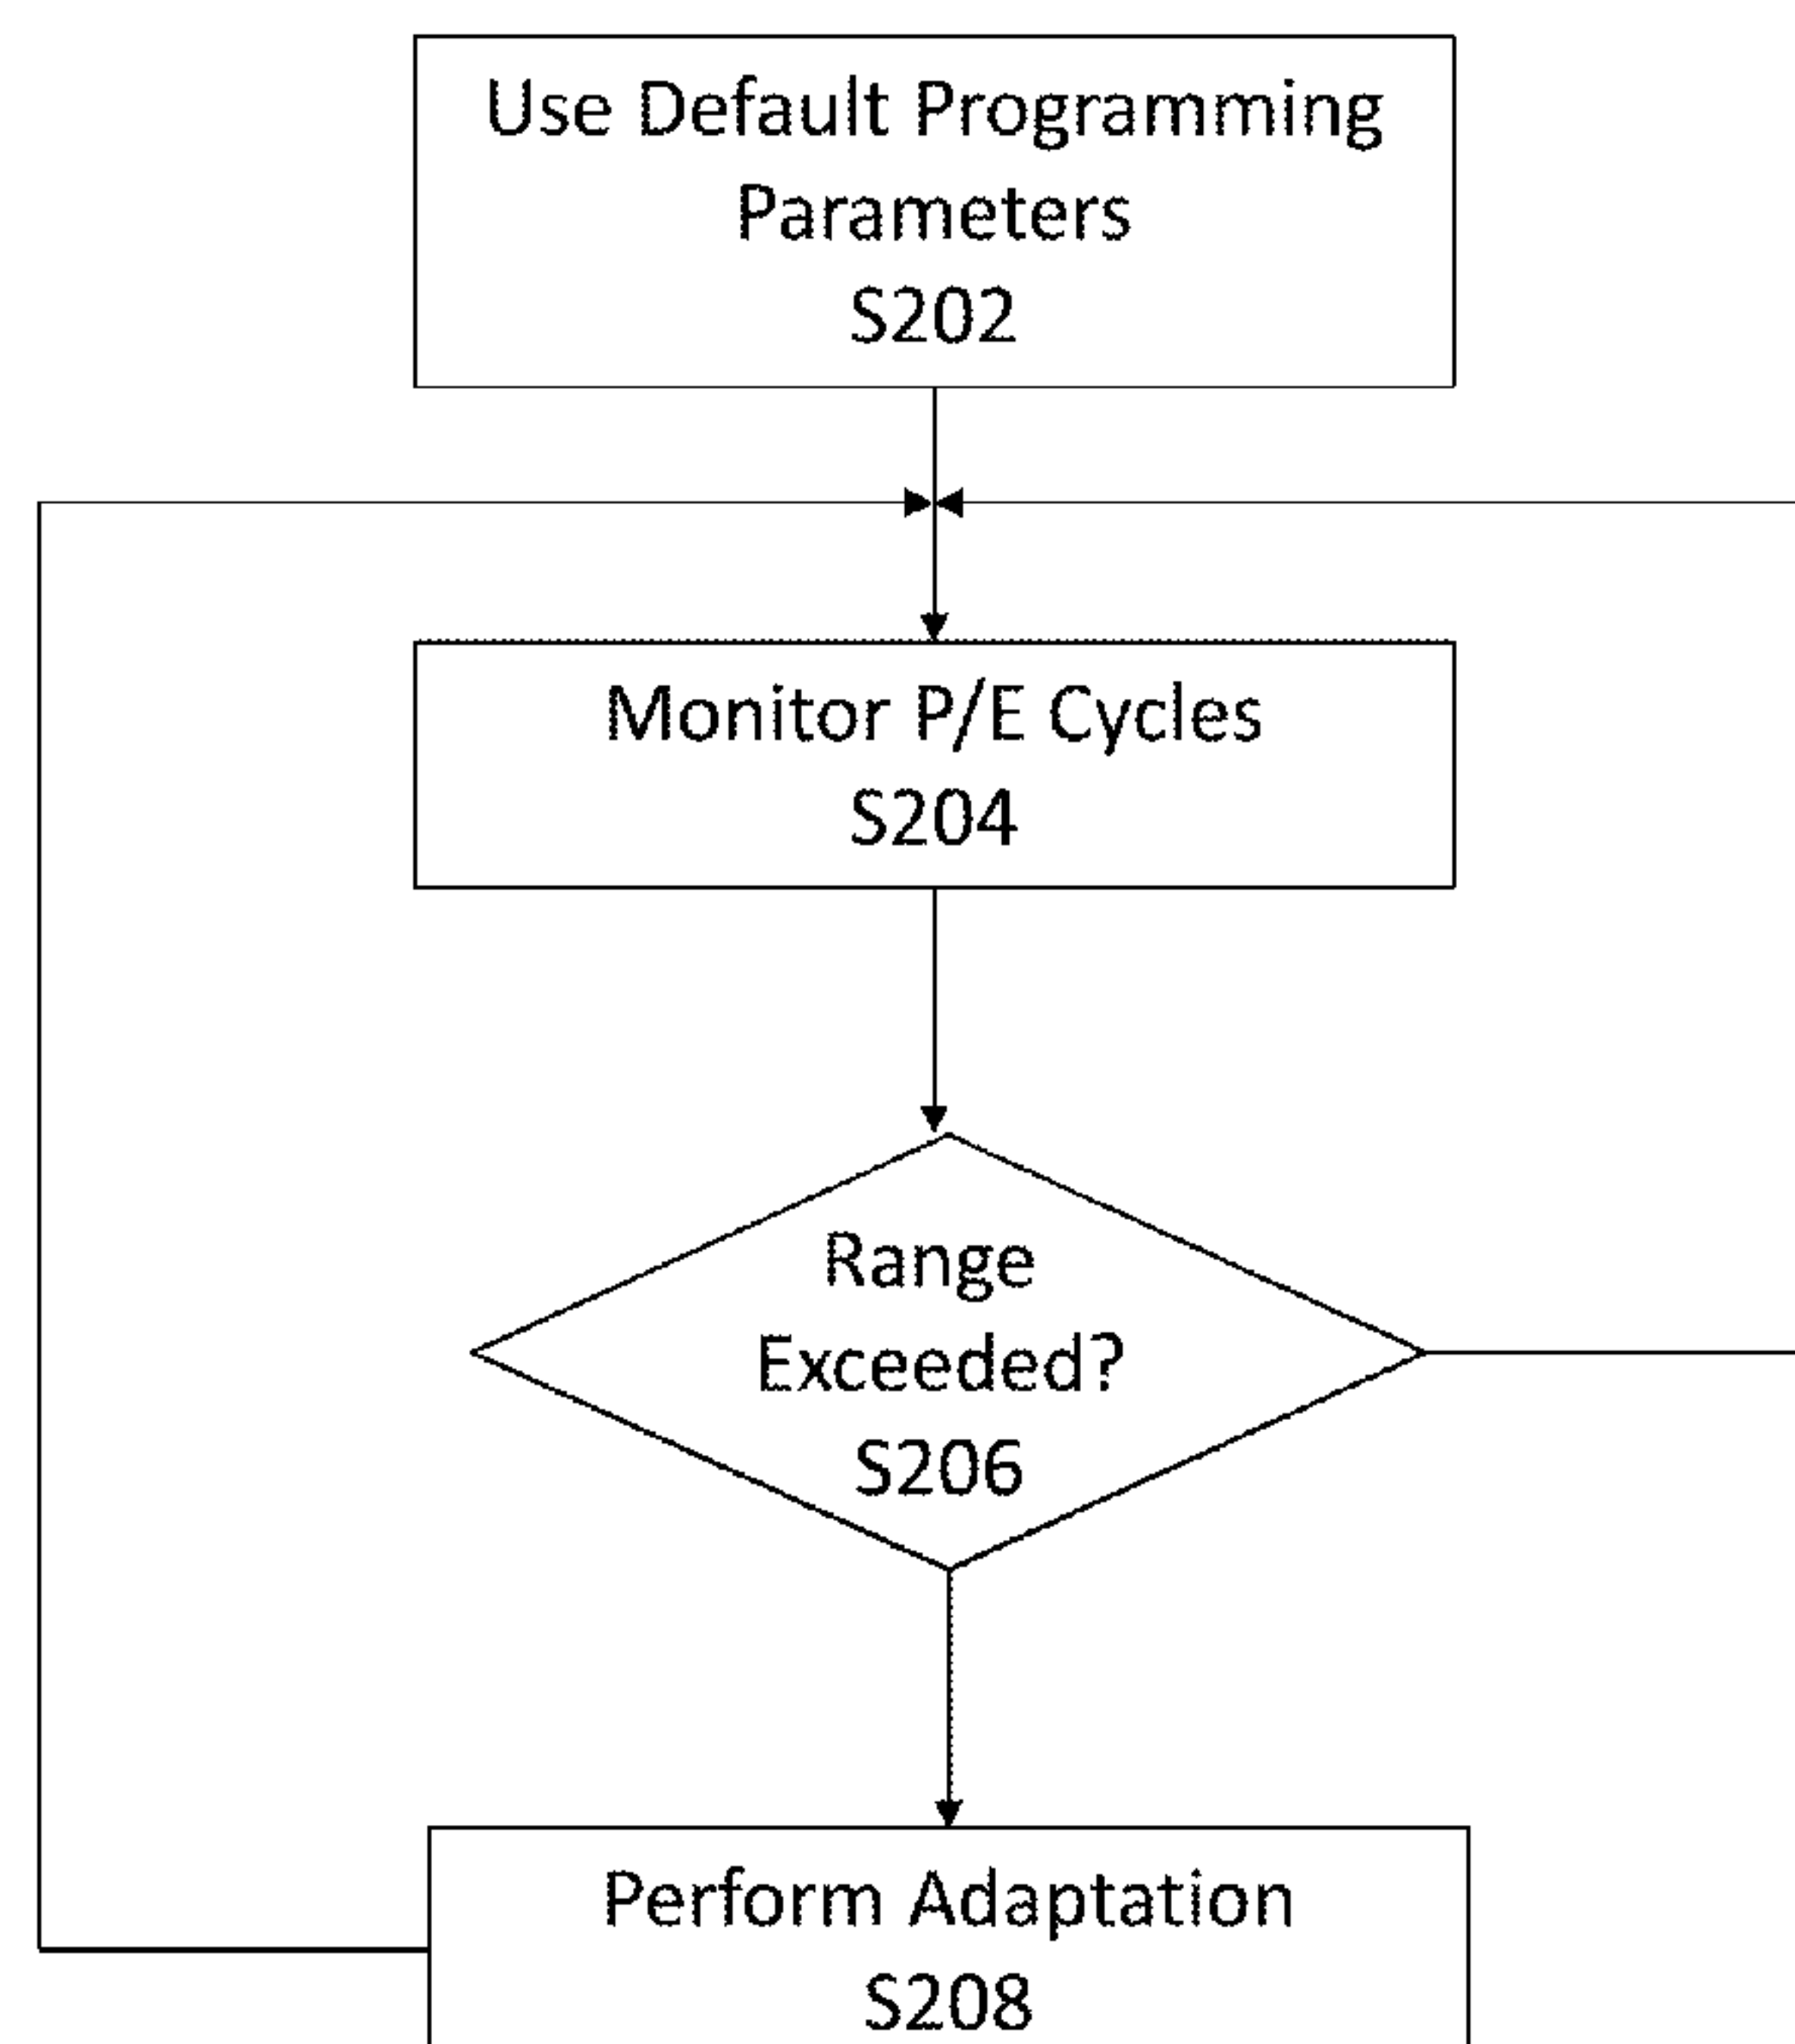 Use Default Programming
Parameters
S202
Monitor P/E Cycles
S204
Range
Exceeded?
S206
Perform Adaptation
S208